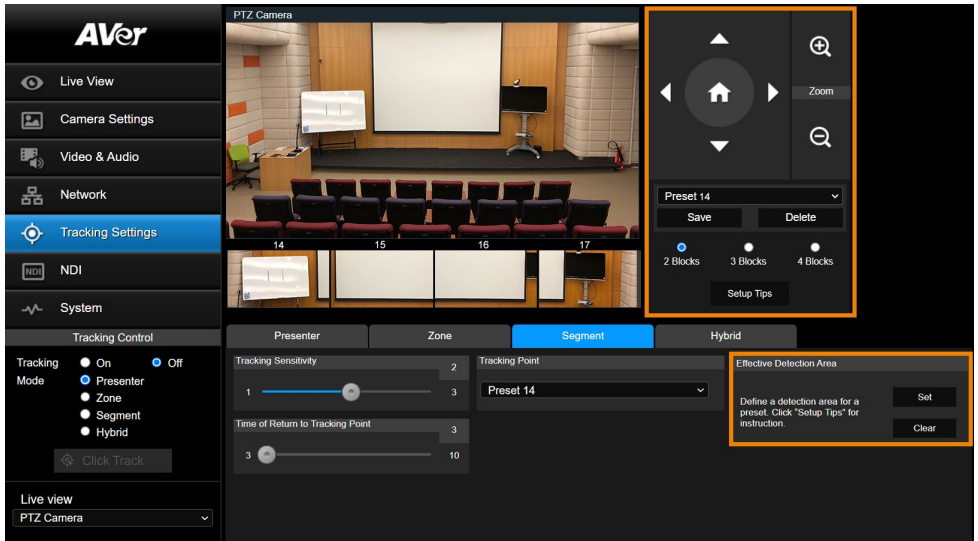 AVer
Live View
Camera Settings
Video & Audio
Network
Tracking Settings
NDI
NDI
System
Tracking Control
Tracking Mode
On
Off
Presenter
Zone
Segment
Hybrid
Click Track
Live view
PTZ Camera
PTZ Camera
14 15 16 17
Zoom
Preset 14
Save Delete
2 Blocks 3 Blocks 4 Blocks
Setup Tips
Presenter Zone Segment Hybrid
Tracking Sensitivity
2
1 3
Time of Return to Tracking Point
3
3 10
Tracking Point
Preset 14
Effective Detection Area
Define a detection area for a
preset. Click "Setup Tips" for
instruction.
Set
Clear